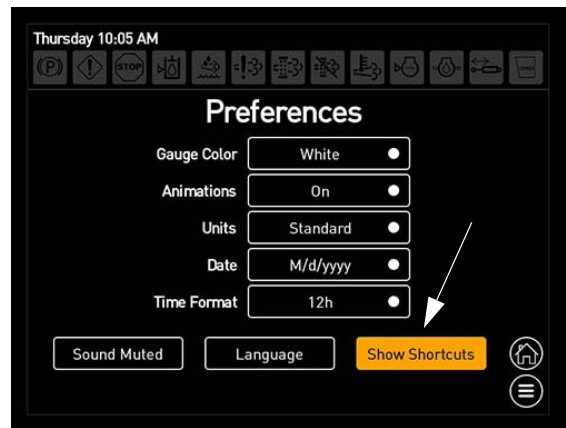 Thursday 10:05 AM
(P) STOP
Preferences
Gauge Color White
Animations On
Units Standard
Date M/d/yyyy
Time Format 12h
Sound Muted Language Show Shortcuts